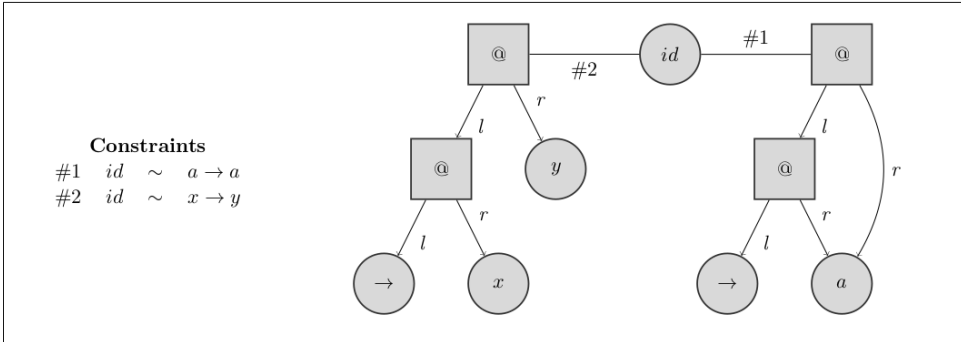 Constraints
#1 id ∼ a → a
#2 id ∼ x → y
@ #2 id #1 @
l r l r
@ y @
l r l r
→ x → a